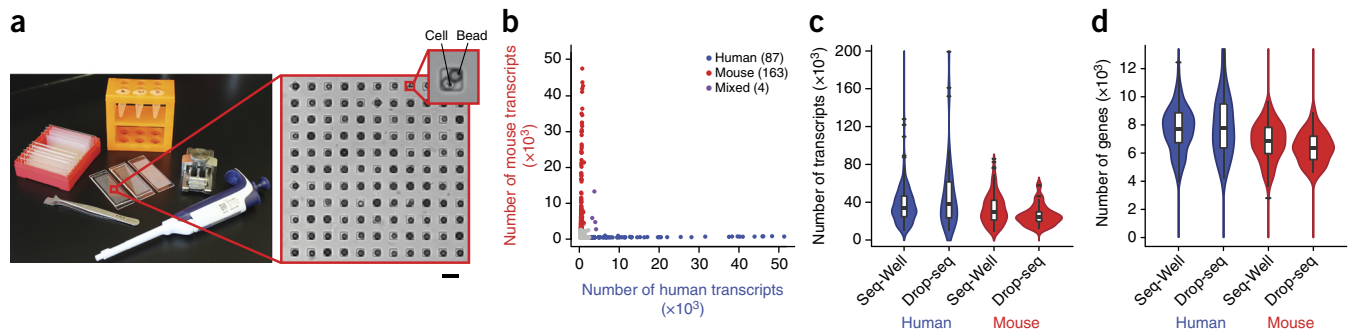 a
Cell
Bead
b
Number of mouse transcripts
(×10³)
50
40
30
20
10
0
Human (87)
Mouse (163)
Mixed (4)
0
10
20
30
40
50
Number of human transcripts
(×10³)
c
Number of transcripts (×10³)
200
160
120
80
40
0
Seq-Well
Drop-seq
Seq-Well
Drop-seq
Human
Mouse
d
Number of genes (×10³)
12
10
8
6
4
2
0
Seq-Well
Drop-seq
Seq-Well
Drop-seq
Human
Mouse